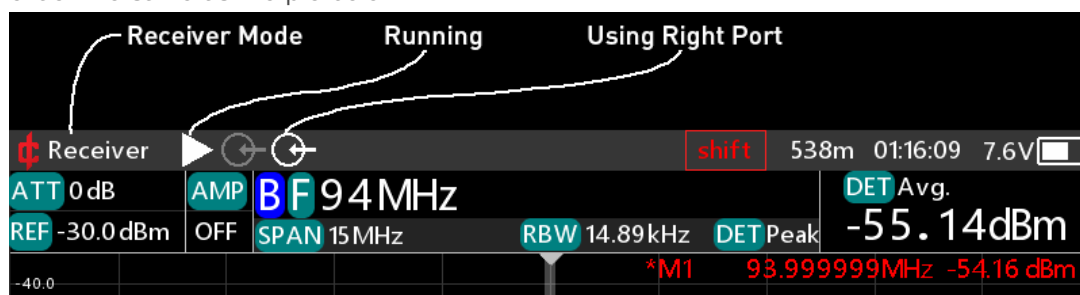 Receiver Mode Running Using Right Port
Receiver shift 538m 01:16:09 7.6V
ATT 0 dB AMP B F 94 MHz DET Avg.
REF -30.0 dBm OFF SPAN 15 MHz RBW 14.89 kHz DET Peak -55.14dBm
*M1 93.999999MHz -54.16 dBm
-40.0